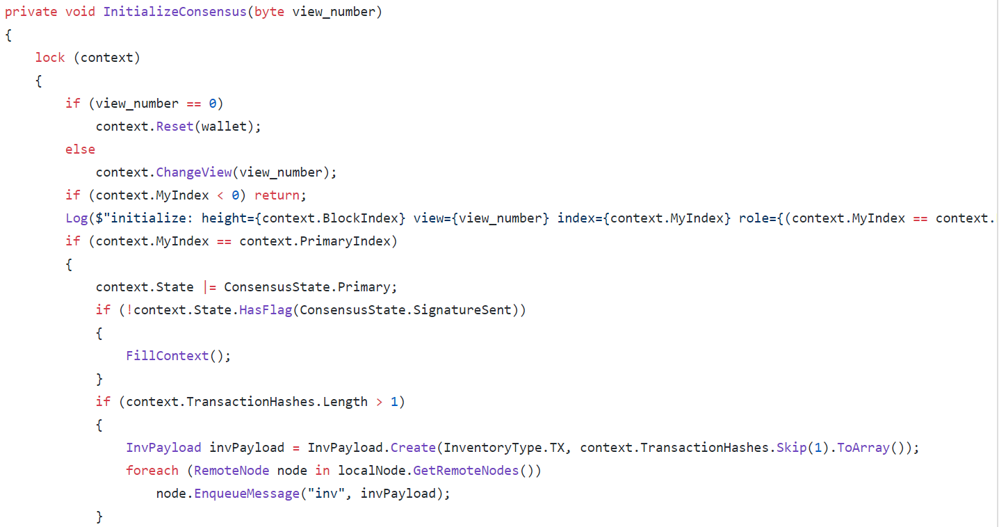 private void InitializeConsensus(byte view_number)
{
    lock (context)
    {
        if (view_number == 0)
            context.Reset(wallet);
        else
            context.ChangeView(view_number);
        if (context.MyIndex < 0) return;
        Log($"initialize: height={context.BlockIndex} view={view_number} index={context.MyIndex} role={(context.MyIndex == context.
        if (context.MyIndex == context.PrimaryIndex)
        {
            context.State |= ConsensusState.Primary;
            if (!context.State.HasFlag(ConsensusState.SignatureSent))
            {
                FillContext();
            }
            if (context.TransactionHashes.Length > 1)
            {
                InvPayload invPayload = InvPayload.Create(InventoryType.TX, context.TransactionHashes.Skip(1).ToArray());
                foreach (RemoteNode node in localNode.GetRemoteNodes())
                    node.EnqueueMessage("inv", invPayload);
            }